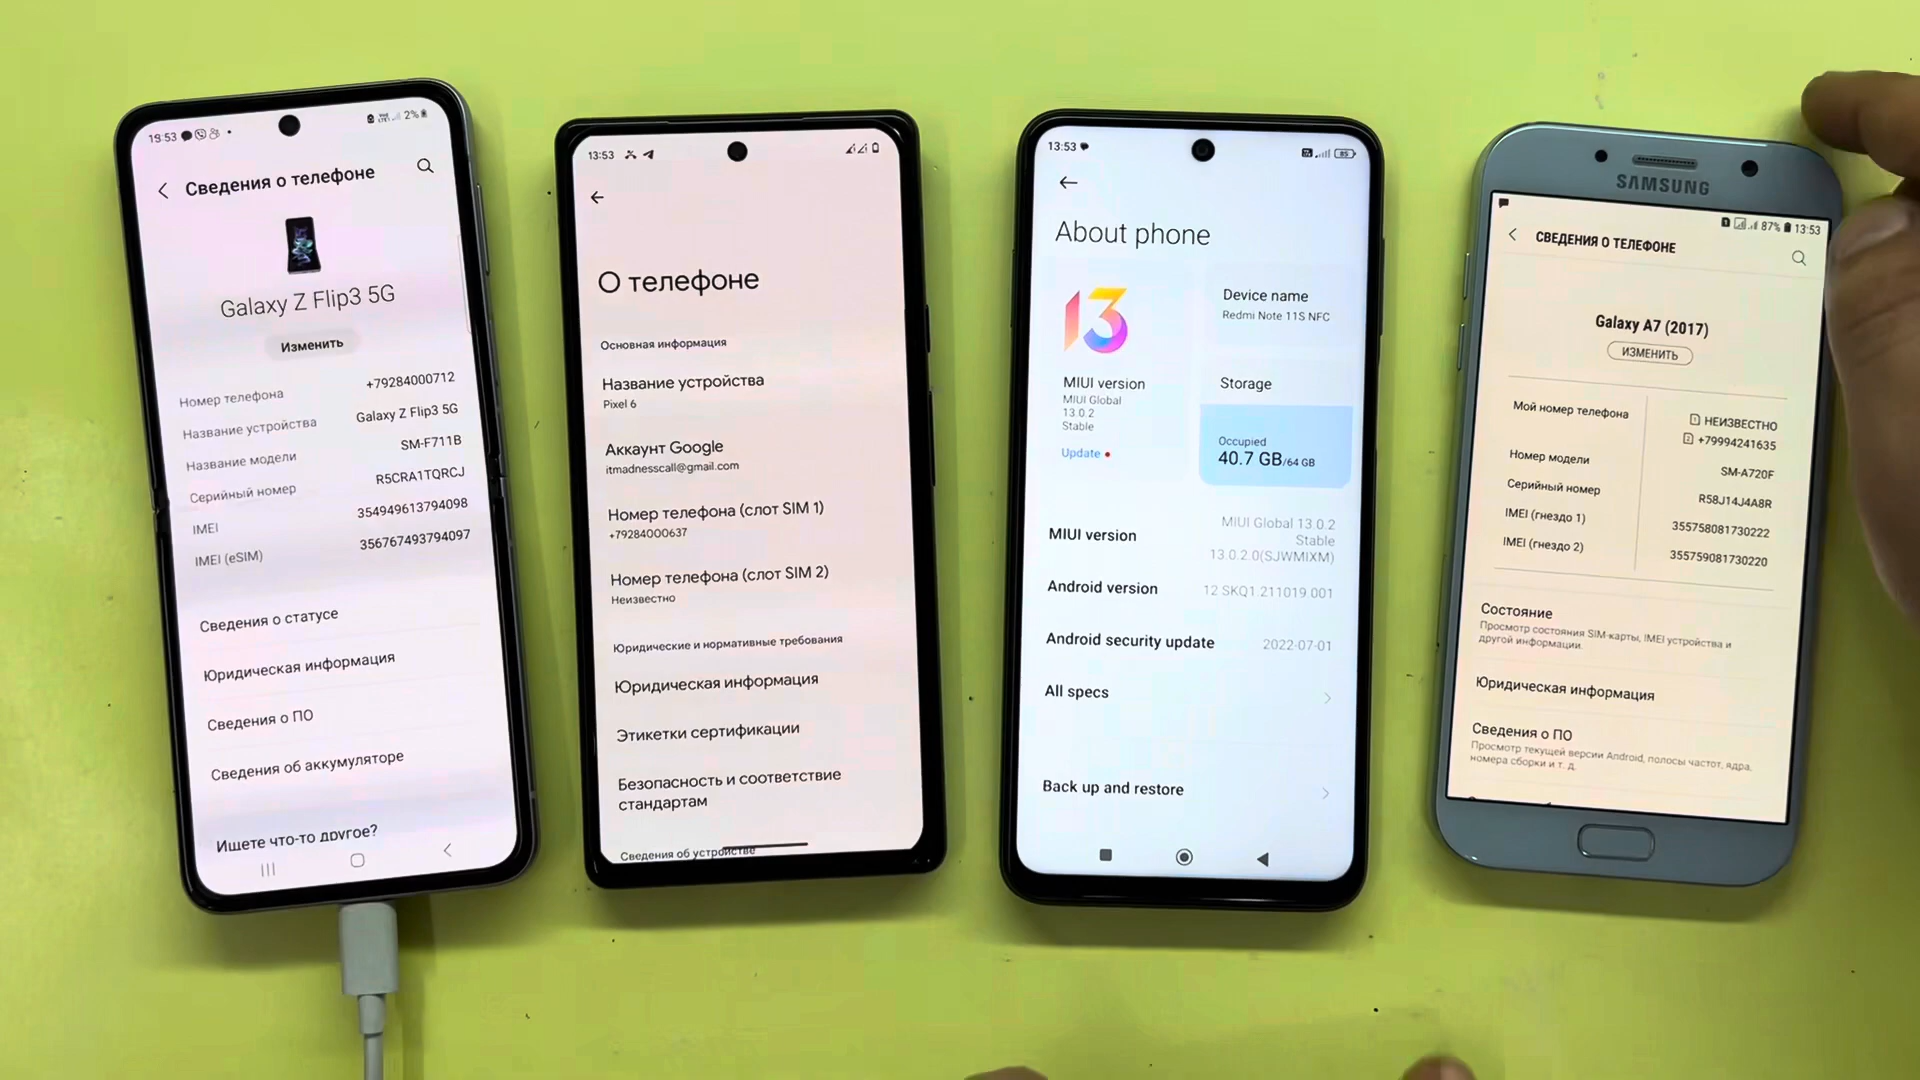 19:53
2%
Сведения о телефоне
Galaxy Z Flip3 5G
Изменить
Номер телефона +79284000712
Название устройства Galaxy Z Flip3 5G
Название модели SM-F711B
Серийный номер R5CRA1TQRCJ
IMEI 354949613794098
IMEI (eSIM) 356767493794097
Сведения о статусе
Юридическая информация
Сведения о ПО
Сведения об аккумуляторе
Ищете что-то другое?
13:53
О телефоне
Основная информация
Название устройства
Pixel 6
Аккаунт Google
itmadnesscall@gmail.com
Номер телефона (слот SIM 1)
+79284000637
Номер телефона (слот SIM 2)
Неизвестно
Юридические и нормативные требования
Юридическая информация
Этикетки сертификации
Безопасность и соответствие
стандартам
Сведения об устройстве
13:53
85
About phone
13
MIUI version
MIUI Global
13.0.2
Stable
Update
Device name
Redmi Note 11S NFC
Storage
Occupied
40.7 GB/64 GB
MIUI version MIUI Global 13.0.2
Stable
13.0.2.0(SJWMIXM)
Android version 12 SKQ1.211019.001
Android security update 2022-07-01
All specs
Back up and restore
SAMSUNG
87% 13:53
СВЕДЕНИЯ О ТЕЛЕФОНЕ
Galaxy A7 (2017)
ИЗМЕНИТЬ
Мой номер телефона 1 НЕИЗВЕСТНО
2 +79994241635
Номер модели SM-A720F
Серийный номер R58J14J4A8R
IMEI (гнездо 1) 355758081730222
IMEI (гнездо 2) 355759081730220
Состояние
Просмотр состояния SIM-карты, IMEI устройства и
другой информации.
Юридическая информация
Сведения о ПО
Просмотр текущей версии Android, полосы частот, ядра,
номера сборки и т. д.